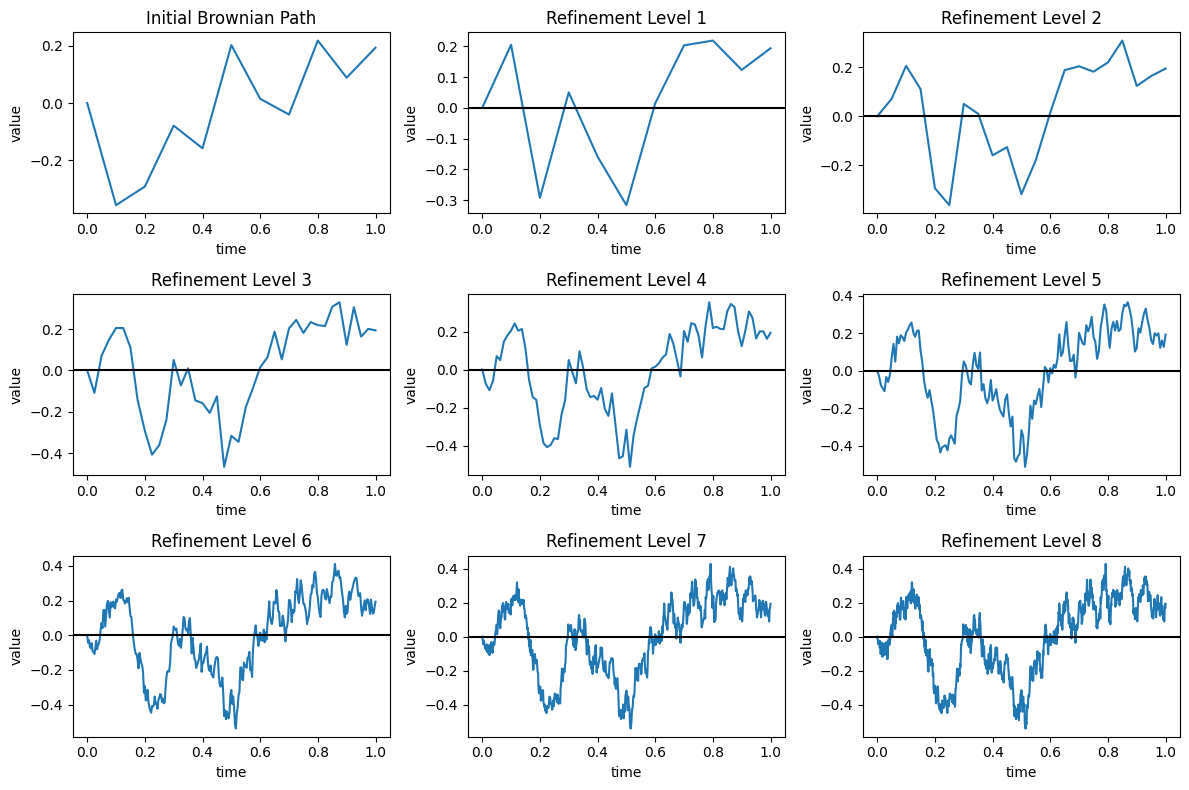 Initial Brownian Path
Refinement Level 1
Refinement Level 2
0.2
0.0
−0.2
value
0.0 0.2 0.4 0.6 0.8 1.0
time
0.2
0.1
0.0
−0.1
−0.2
−0.3
value
0.0 0.2 0.4 0.6 0.8 1.0
time
0.2
0.0
−0.2
value
0.0 0.2 0.4 0.6 0.8 1.0
time
Refinement Level 3
Refinement Level 4
Refinement Level 5
0.2
0.0
−0.2
−0.4
value
0.0 0.2 0.4 0.6 0.8 1.0
time
0.2
0.0
−0.2
−0.4
value
0.0 0.2 0.4 0.6 0.8 1.0
time
0.4
0.2
0.0
−0.2
−0.4
value
0.0 0.2 0.4 0.6 0.8 1.0
time
Refinement Level 6
Refinement Level 7
Refinement Level 8
0.4
0.2
0.0
−0.2
−0.4
value
0.0 0.2 0.4 0.6 0.8 1.0
time
0.4
0.2
0.0
−0.2
−0.4
value
0.0 0.2 0.4 0.6 0.8 1.0
time
0.4
0.2
0.0
−0.2
−0.4
value
0.0 0.2 0.4 0.6 0.8 1.0
time